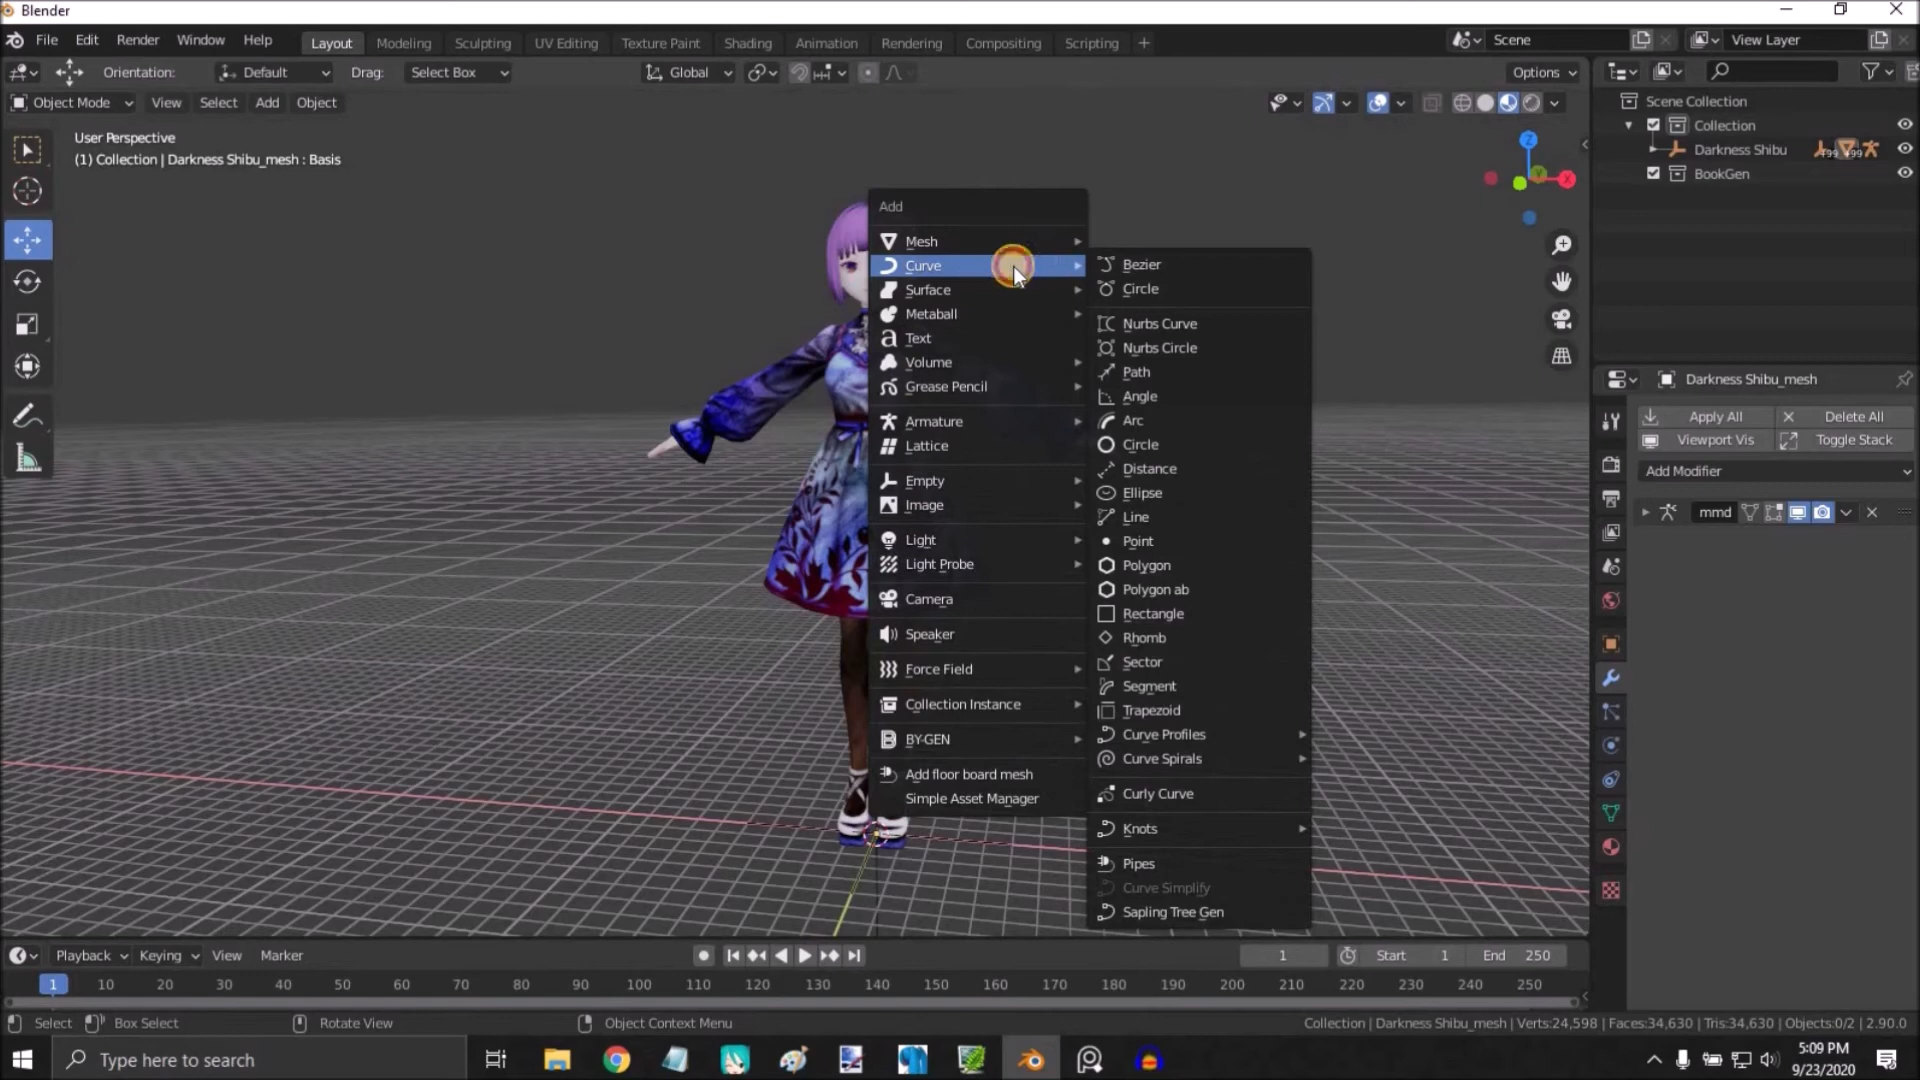 Blender
File Edit Render Window Help Layout Modeling Sculpting UV Editing Texture Paint Shading Animation Rendering Compositing Scripting + Scene View Layer
Orientation: Default Drag: Select Box Global Options
Object Mode View Select Add Object
User Perspective
(1) Collection | Darkness Shibu_mesh : Basis
Scene Collection
Collection
Darkness Shibu
BookGen
Z
Y
X
Add
Mesh
Curve
Surface
Metaball
Text
Volume
Grease Pencil
Armature
Lattice
Empty
Image
Light
Light Probe
Camera
Speaker
Force Field
Collection Instance
BY-GEN
Add floor board mesh
Simple Asset Manager
Bezier
Circle
Nurbs Curve
Nurbs Circle
Path
Angle
Arc
Circle
Distance
Ellipse
Line
Point
Polygon
Polygon ab
Rectangle
Rhomb
Sector
Segment
Trapezoid
Curve Profiles
Curve Spirals
Curly Curve
Knots
Pipes
Curve Simplify
Sapling Tree Gen
Darkness Shibu_mesh
Apply All Delete All
Viewport Vis Toggle Stack
Add Modifier
mmd
Playback Keying View Marker 1 Start 1 End 250
1 10 20 30 40 50 60 70 80 90 100 110 120 130 140 150 160 170 180 190 200 210 220 230 240 250
Select Box Select Rotate View Object Context Menu Collection | Darkness Shibu_mesh | Verts:24,598 | Faces:34,630 | Tris:34,630 | Objects:0/2 | 2.90.0
Type here to search
5:09 PM
9/23/2020